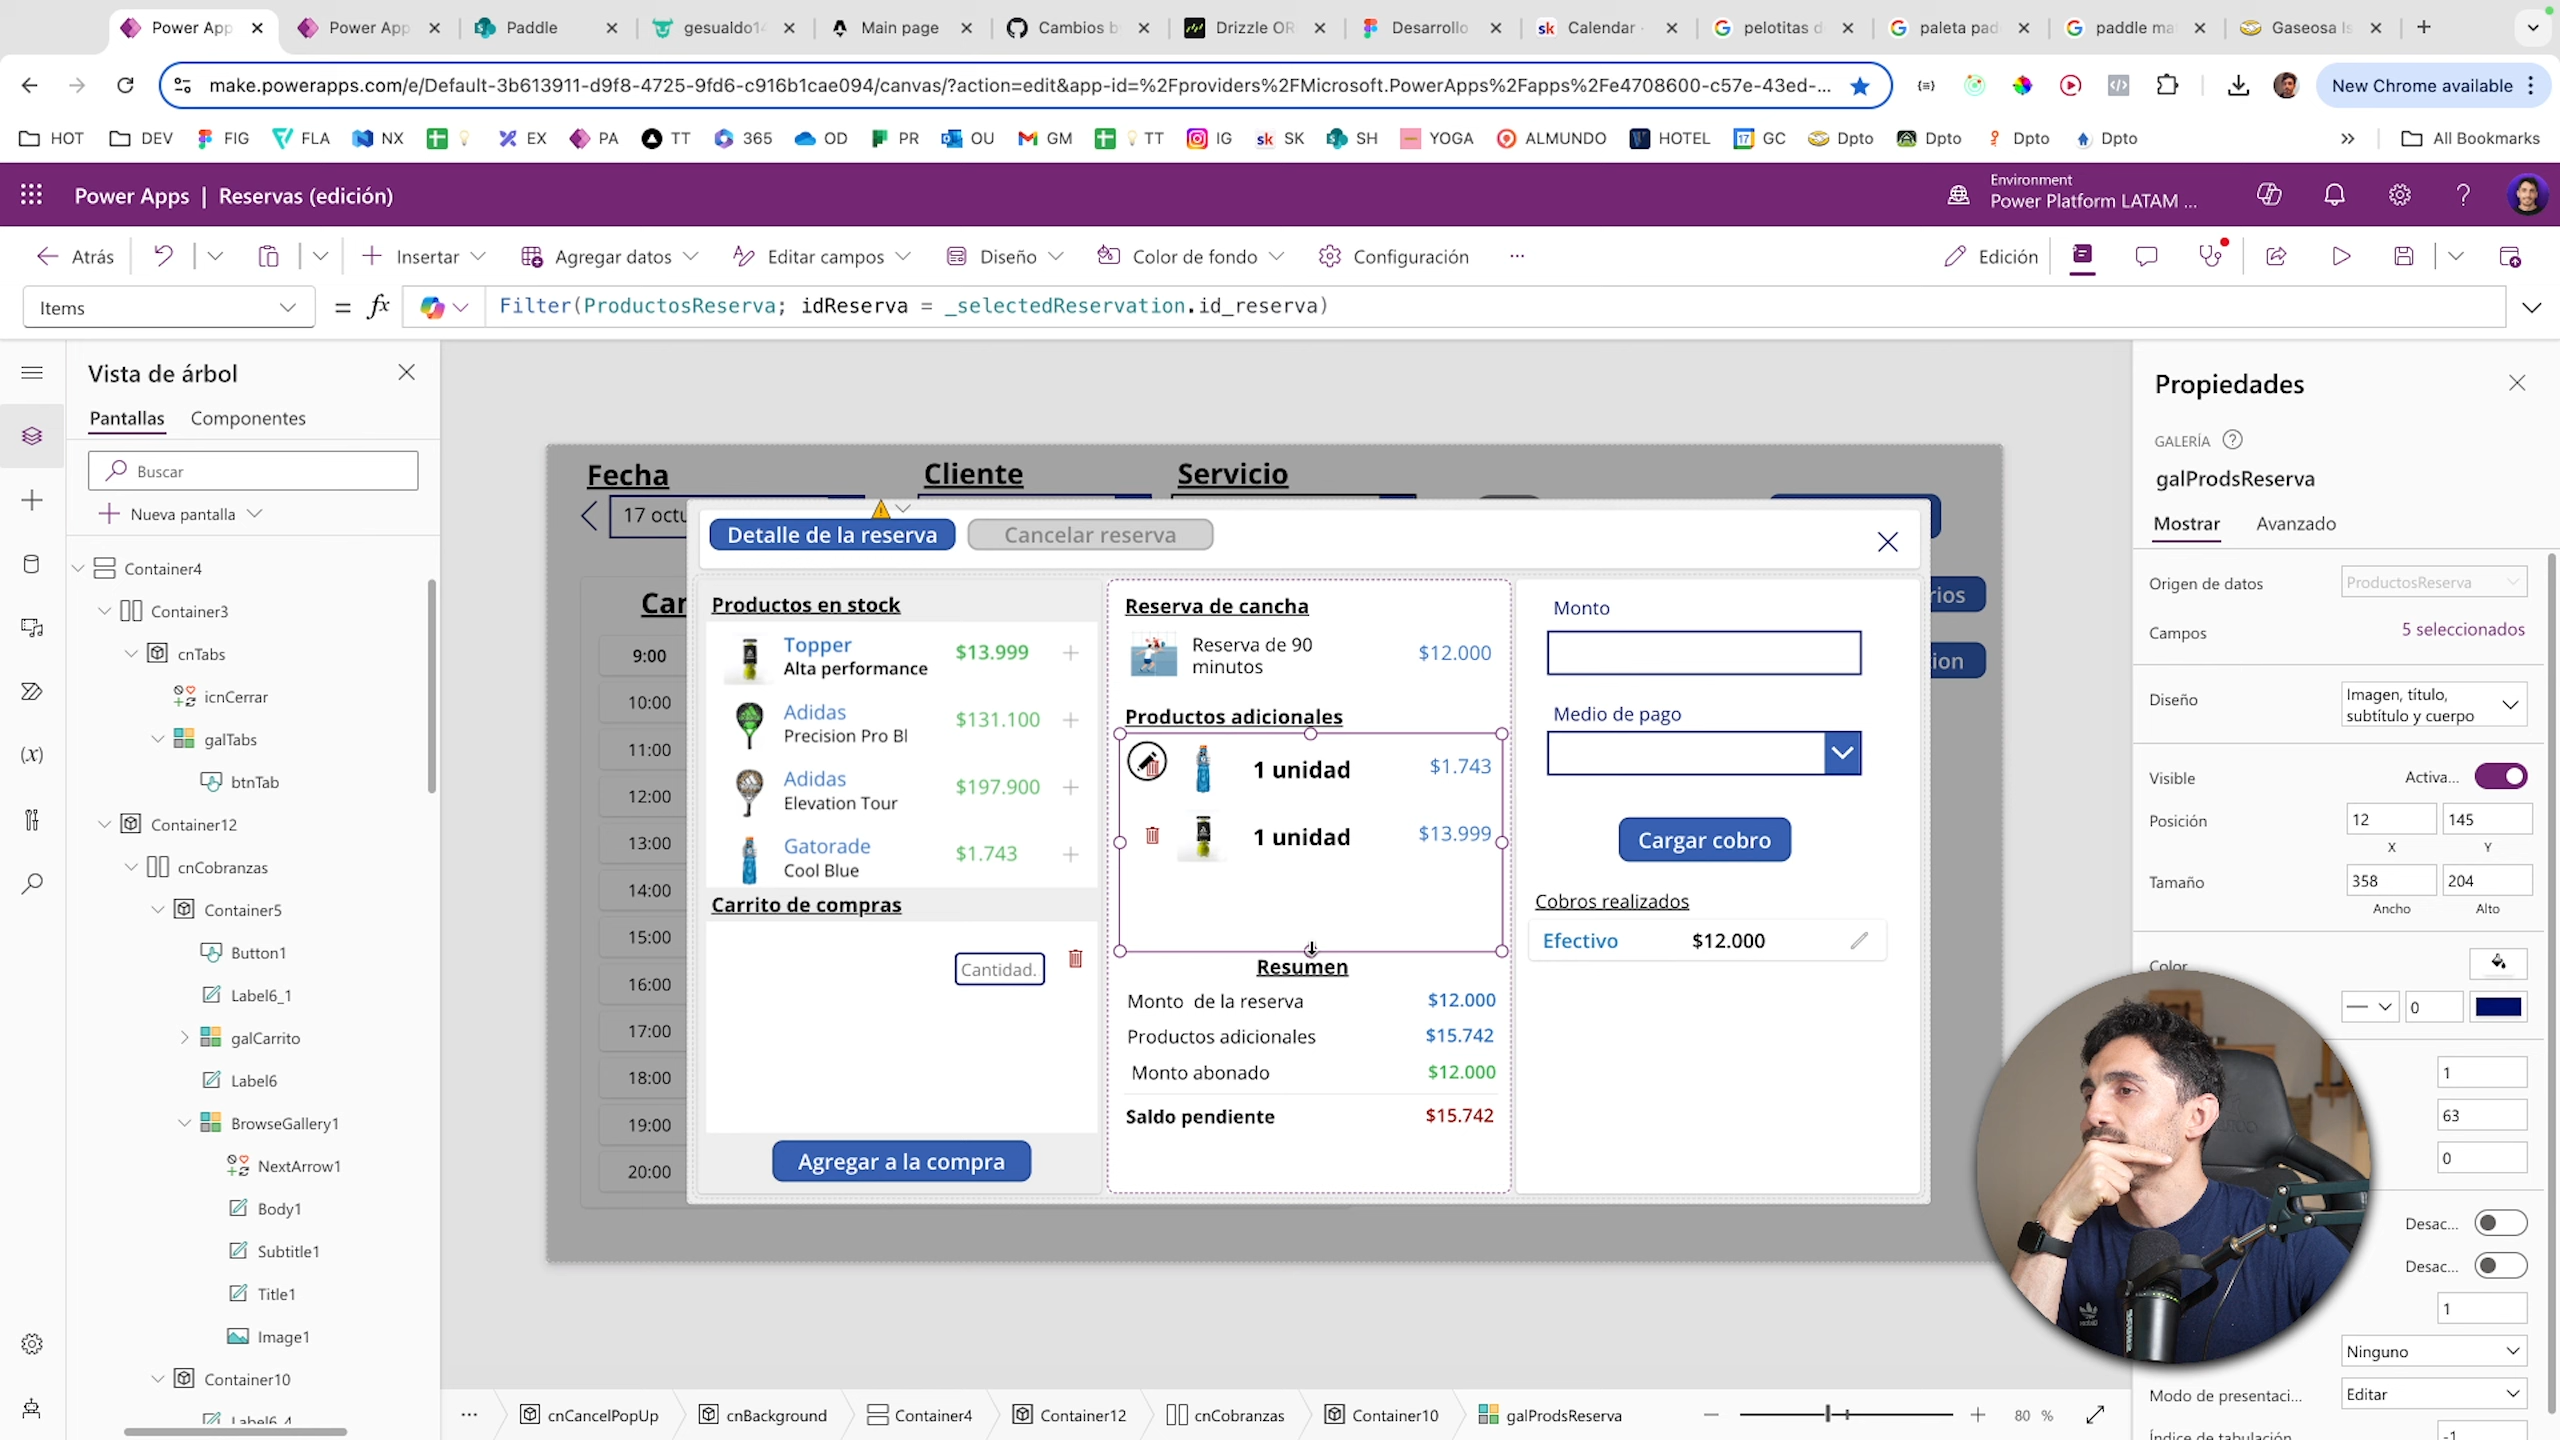 Power App
Power App
Paddle
gesualdo14
Main page
Cambios b
Drizzle OR
Desarrollo
Calendar
pelotitas d
paleta pad
paddle ma
Gaseosa Is
make.powerapps.com/e/Default-3b613911-d9f8-4725-9fd6-c916b1cae094/canvas/?action=edit&app-id=%2Fproviders%2FMicrosoft.PowerApps%2Fapps%2Fe4708600-c57e-43ed-...
New Chrome available
HOT
DEV
FIG
FLA
NX
EX
PA
TT
365
OD
PR
OU
GM
TT
IG
SK
SH
YOGA
ALMUNDO
HOTEL
GC
Dpto
Dpto
Dpto
Dpto
All Bookmarks
Power Apps | Reservas (edición)
Environment
Power Platform LATAM ...
Atrás
Insertar
Agregar datos
Editar campos
Diseño
Color de fondo
Configuración
Edición
Items
= fx
Filter(ProductosReserva; idReserva = _selectedReservation.id_reserva)
Vista de árbol
Pantallas
Componentes
Buscar
Nueva pantalla
Container4
Container3
cnTabs
icnCerrar
galTabs
btnTab
Container12
cnCobranzas
Container5
Button1
Label6_1
galCarrito
Label6
BrowseGallery1
NextArrow1
Body1
Subtitle1
Title1
Image1
Container10
Label6_4
Fecha
Cliente
Servicio
17 octu
Can
9:00
10:00
11:00
12:00
13:00
14:00
15:00
16:00
17:00
18:00
19:00
20:00
rios
ion
Detalle de la reserva
Cancelar reserva
Productos en stock
Topper
Alta performance
$13.999
Adidas
Precision Pro Bl
$131.100
Adidas
Elevation Tour
$197.900
Gatorade
Cool Blue
$1.743
Carrito de compras
Cantidad.
Agregar a la compra
Reserva de cancha
Reserva de 90
minutos
$12.000
Productos adicionales
1 unidad
$1.743
1 unidad
$13.999
Resumen
Monto de la reserva
$12.000
Productos adicionales
$15.742
Monto abonado
$12.000
Saldo pendiente
$15.742
Monto
Medio de pago
Cargar cobro
Cobros realizados
Efectivo
$12.000
Propiedades
GALERÍA
galProdsReserva
Mostrar
Avanzado
Origen de datos
ProductosReserva
Campos
5 seleccionados
Diseño
Imagen, título,
subtítulo y cuerpo
Visible
Activa...
Posición
12
145
X
Y
Tamaño
358
204
Ancho
Alto
Color
0
1
63
0
Desac...
Desac...
1
Ninguno
Modo de presentaci...
Editar
Índice de tabulación
-1
...
cnCancelPopUp
cnBackground
Container4
Container12
cnCobranzas
Container10
galProdsReserva
80 %